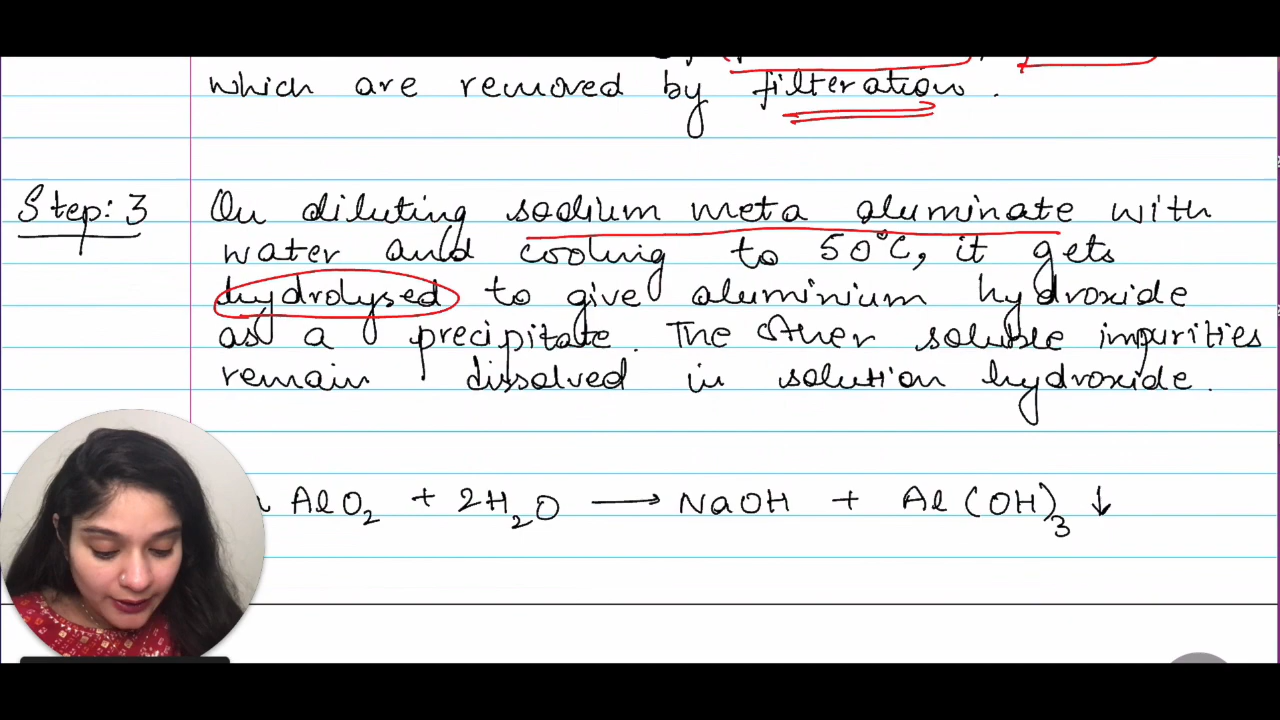 which are removed by filteration.
Step: 3
On diluting sodium meta aluminate with
water and cooling to 50°C, it gets
hydrolysed to give aluminium hydroxide
as a precipitate. The other soluble impurities
remain dissolved in solution hydroxide.
AlO₂ + 2H₂O → NaOH + Al(OH)₃ ↓